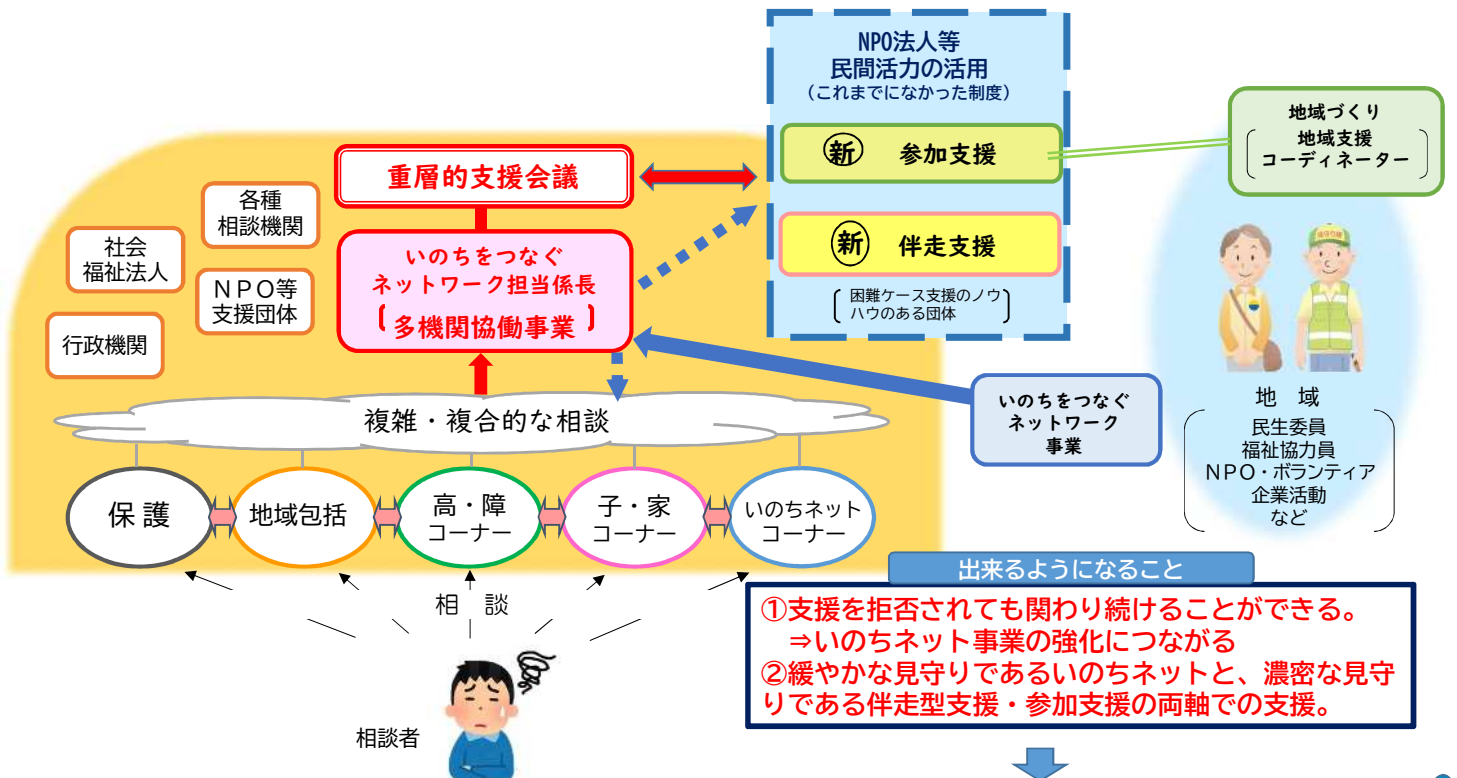 NPO法人等
民間活力の活用
（これまでになかった制度）
新 参加支援
新 伴走支援
困難ケース支援のノウ
ハウのある団体
地域づくり
地域支援
コーディネーター
重層的支援会議
いのちをつなぐ
ネットワーク担当係長
多機関協働事業
各種
相談機関
社会
福祉法人
ＮＰＯ等
支援団体
行政機関
複雑・複合的な相談
保護
地域包括
高・障
コーナー
子・家
コーナー
いのちネット
コーナー
いのちをつなぐ
ネットワーク
事業
地　域
民生委員
福祉協力員
ＮＰＯ・ボランティア
企業活動
など
相　談
相談者
出来るようになること
①支援を拒否されても関わり続けることができる。
⇒いのちネット事業の強化につながる
②緩やかな見守りであるいのちネットと、濃密な見守
りである伴走型支援・参加支援の両軸での支援。